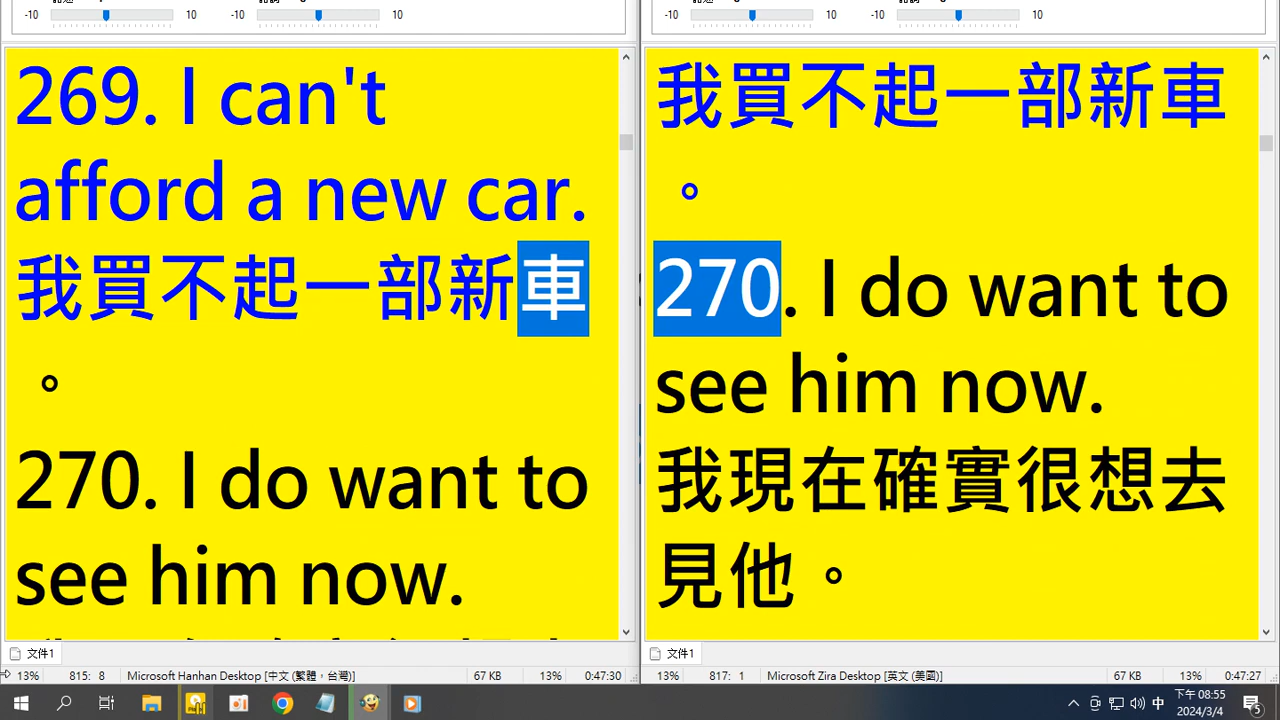 -10 10 -10 10
269. I can't
afford a new car.
我買不起一部新車
。
270. I do want to
see him now.
文件1
13% 815: 8 Microsoft Hanhan Desktop [中文 (繁體，台灣)] 67 KB 13% 0:47:30
-10 10 -10 10
我買不起一部新車
。
270. I do want to
see him now.
我現在確實很想去
見他。
文件1
13% 817: 1 Microsoft Zira Desktop [英文 (美國)] 67 KB 13% 0:47:27
中 下午 08:55
2024/3/4
5